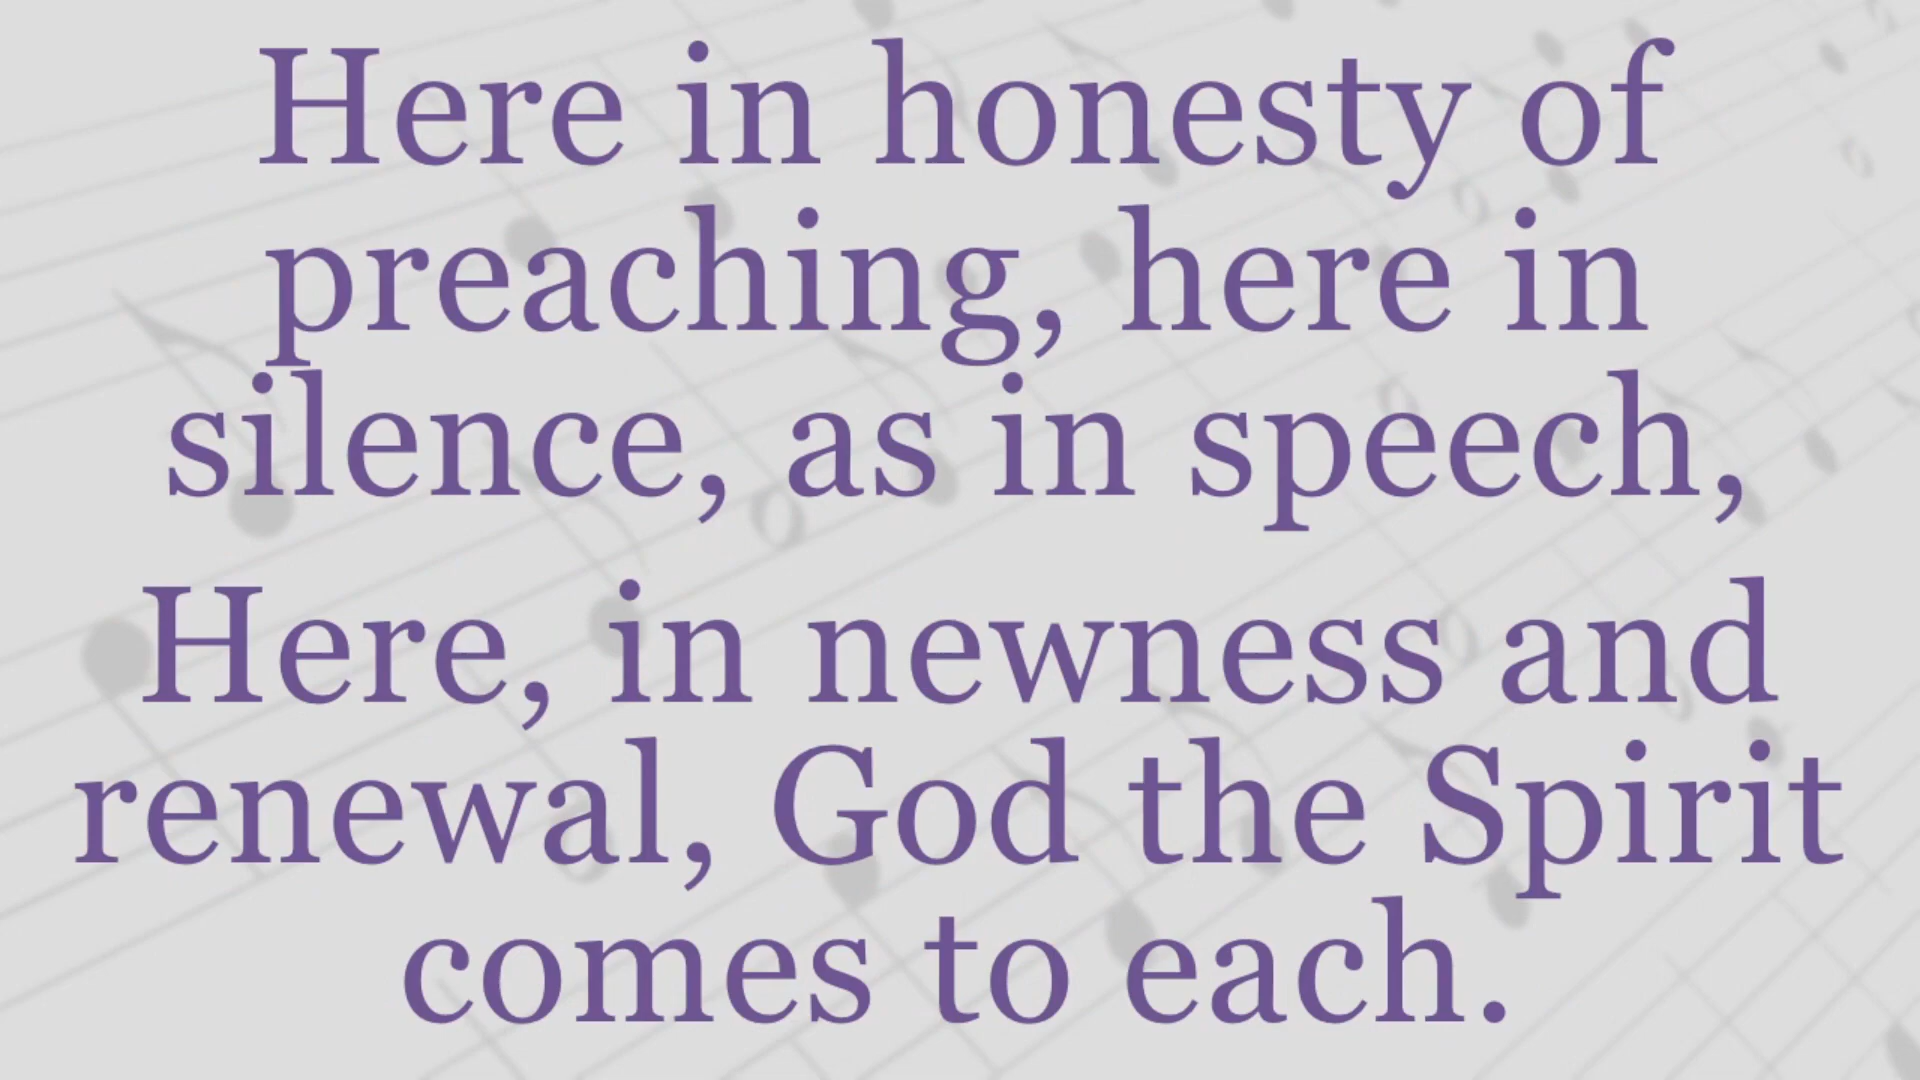 Here in honesty of
preaching, here in
silence, as in speech,
Here, in newness and
renewal, God the Spirit
comes to each.